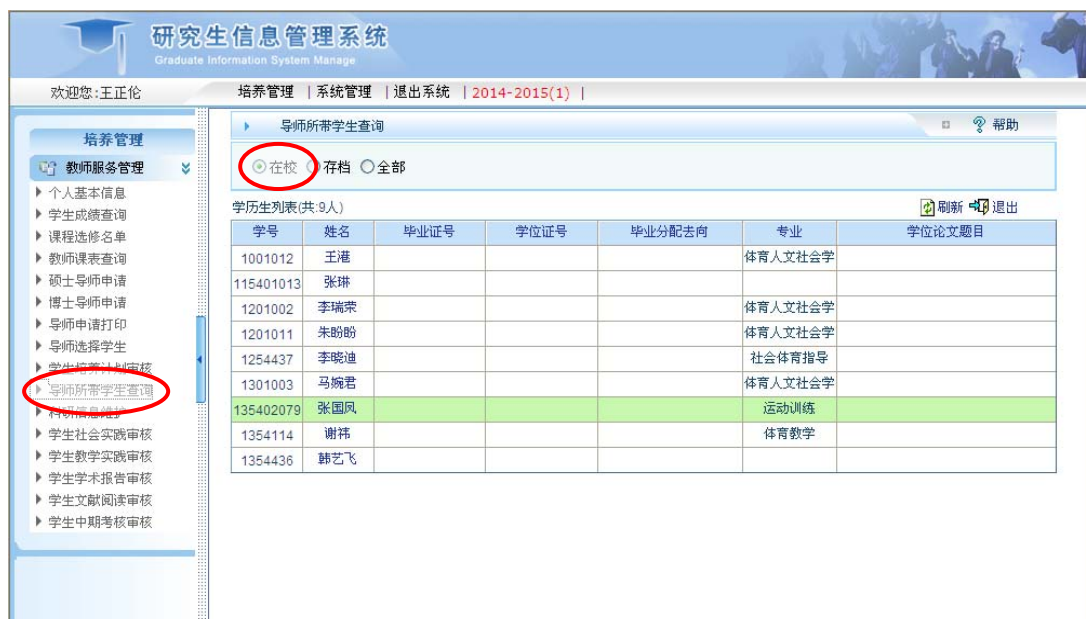 研究生信息管理系统
Graduate Information System Manage
欢迎您:王正伦
培养管理 | 系统管理 | 退出系统 | 2014-2015(1) |
培养管理
教师服务管理
个人基本信息
学生成绩查询
课程选修名单
教师课表查询
硕士导师申请
博士导师申请
导师申请打印
导师选择学生
学生培养计划审核
导师所带学生查询
科研信息维护
学生社会实践审核
学生教学实践审核
学生学术报告审核
学生文献阅读审核
学生中期考核审核
导师所带学生查询 帮助
在校 存档 全部
学历生列表(共:9人) 刷新 退出
学号 姓名 毕业证号 学位证号 毕业分配去向 专业 学位论文题目
1001012 王港 体育人文社会学
115401013 张琳
1201002 李瑞荣 体育人文社会学
1201011 朱盼盼 体育人文社会学
1254437 李晓迪 社会体育指导
1301003 马婉君 体育人文社会学
135402079 张国凤 运动训练
1354114 谢祎 体育教学
1354436 韩艺飞